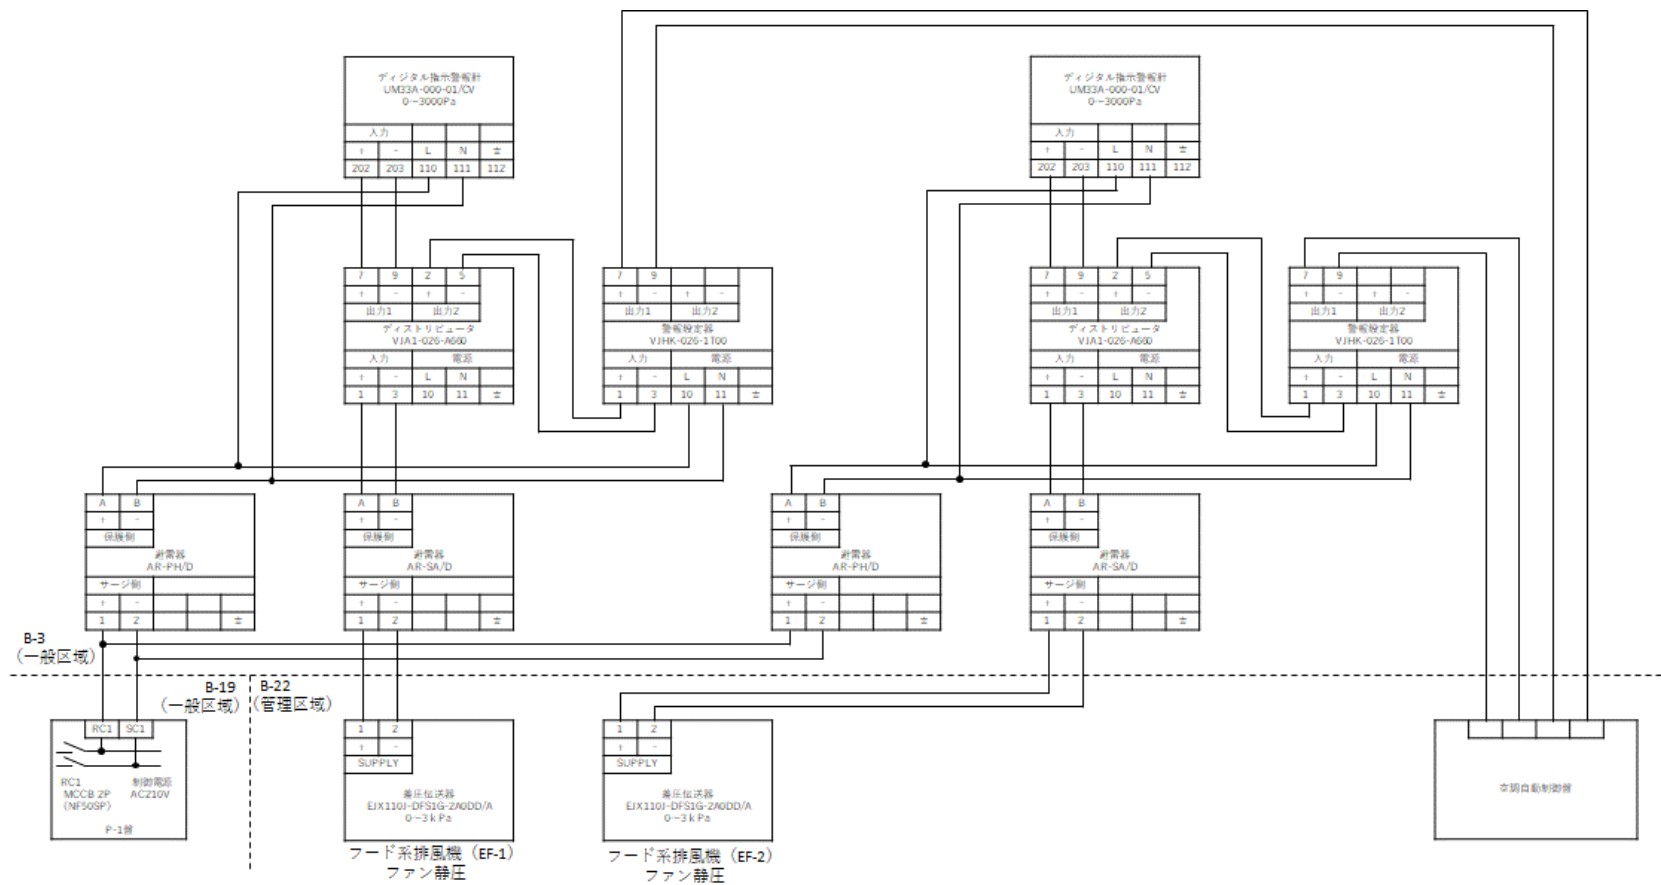 ディジタル指示警報計
UM33A-000-01/CV
0~3000Pa
入力
+ - L N ±
202 203 110 111 112
ディジタル指示警報計
UM33A-000-01/CV
0~3000Pa
入力
+ - L N ±
202 203 110 111 112
7 9 2 5
+ - + -
出力1 出力2
ディストリビュータ
VJA1-026-A660
入力 電源
+ - L N
1 3 10 11 ±
7 9
+ - + -
出力1 出力2
警報設定器
VJHK-026-1T00
入力 電源
+ - L N
1 3 10 11 ±
7 9 2 5
+ - + -
出力1 出力2
ディストリビュータ
VJA1-026-A660
入力 電源
+ - L N
1 3 10 11 ±
7 9
+ - + -
出力1 出力2
警報設定器
VJHK-026-1T00
入力 電源
+ - L N
1 3 10 11 ±
A B
+ -
保護側
避雷器
AR-PH/D
サージ側
+ -
1 2 ±
A B
+ -
保護側
避雷器
AR-SA/D
サージ側
+ -
1 2 ±
A B
+ -
保護側
避雷器
AR-PH/D
サージ側
+ -
1 2 ±
A B
+ -
保護側
避雷器
AR-SA/D
サージ側
+ -
1 2 ±
B-3
（一般区域）
B-19
（一般区域）
B-22
（管理区域）
RC1 SC1
RC1 制御電源
MCCB 2P AC210V
（NF50SP）
P-1盤
1 2
+ -
SUPPLY
差圧伝送器
EJX110J-DFS1G-2A0DD/A
0~3kPa
フード系排風機（EF-1）
ファン静圧
1 2
+ -
SUPPLY
差圧伝送器
EJX110J-DFS1G-2A0DD/A
0~3kPa
フード系排風機（EF-2）
ファン静圧
空調自動制御盤